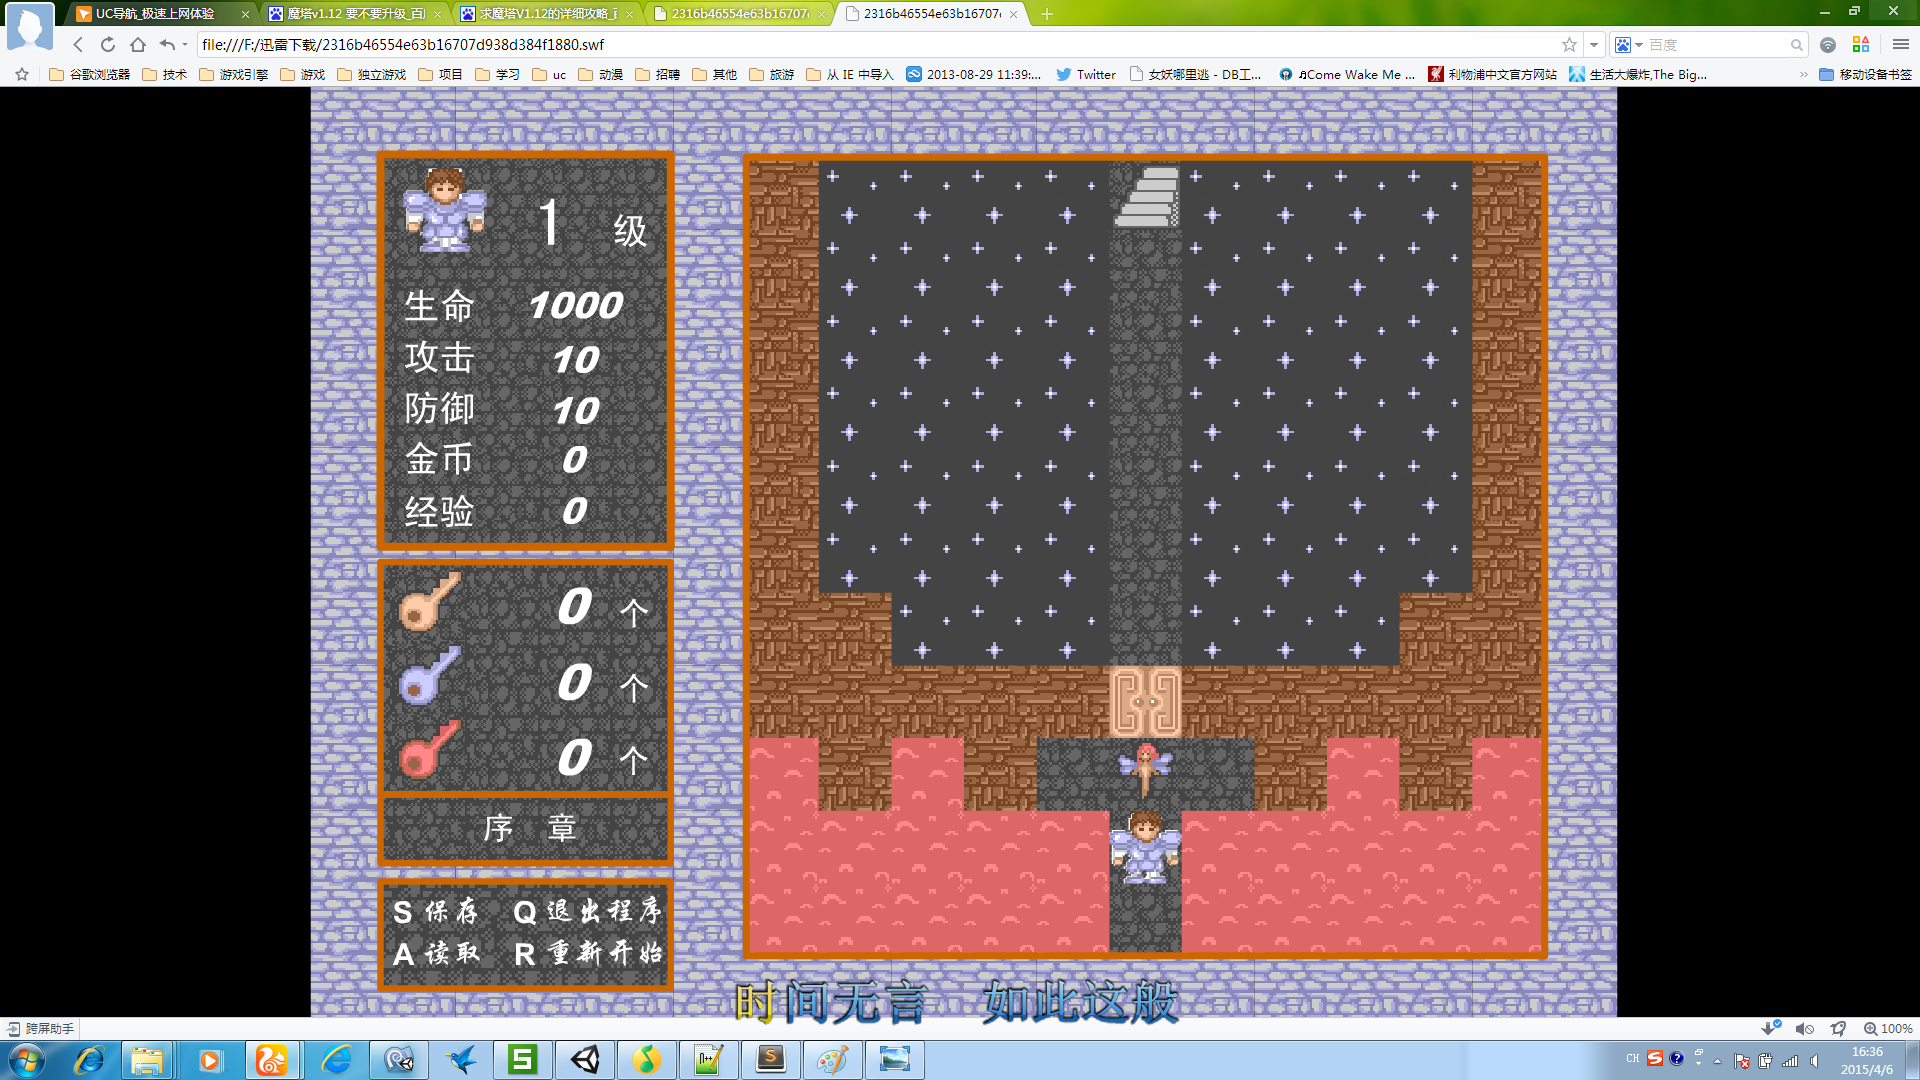 UC导航_极速上网体验
魔塔v1.12 要不要升级_百
求魔塔V1.12的详细攻略_
2316b46554e63b16707
2316b46554e63b16707
file:///F:/迅雷下载/2316b46554e63b16707d938d384f1880.swf
百度
谷歌浏览器 技术 游戏引擎 游戏 独立游戏 项目 学习 uc 动漫 招聘 其他 旅游 从 IE 中导入 2013-08-29 11:39:... Twitter 女妖哪里逃 - DB工... ♫Come Wake Me ... 利物浦中文官方网站 生活大爆炸,The Big... 移动设备书签
1 级
生命 1000
攻击 10
防御 10
金币 0
经验 0
0 个
0 个
0 个
序 章
S 保存 Q 退出程序
A 读取 R 重新开始
时间无言 如此这般
跨屏助手
100%
CH
16:36
2015/4/6